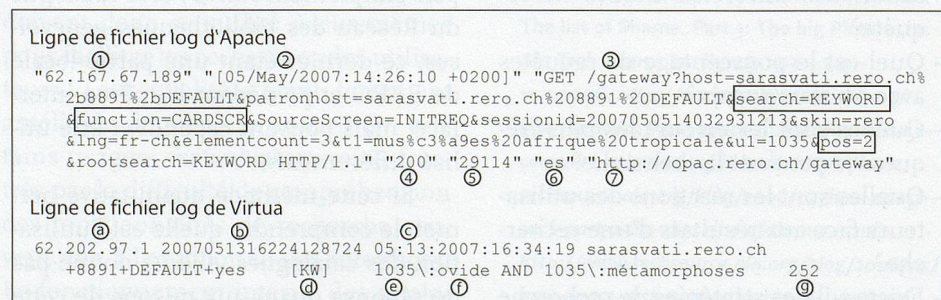 Ligne de fichier log d'Apache
① ② ③
"62.167.67.189" "[05/May/2007:14:26:10 +0200]" "GET /gateway?host=sarasvati.rero.ch%
2b8891%2bDEFAULT&patronhost=sarasvati.rero.ch%208891%20DEFAULT&search=KEYWORD
&function=CARDSCR&SourceScreen=INITREQ&sessionid=2007050514032931213&skin=rero
&lng=fr-ch&elementcount=3&t1=mus%c3%a9es%20afrique%20tropicale&u1=1035&pos=2
&rootsearch=KEYWORD HTTP/1.1" "200" "29114" "Yes" "http://opac.rero.ch/gateway"
④ ⑤ ⑥ ⑦
Ligne de fichier log de Virtua
ⓐ ⓑ ⓒ
62.202.97.1 2007051316224128724 05:13:2007:16:34:19 sarasvati.rero.ch
+8891+DEFAULT+yes [KW] 1035\:ovide AND 1035\:métamorphoses 252
ⓓ ⓔ ⓕ ⓖ